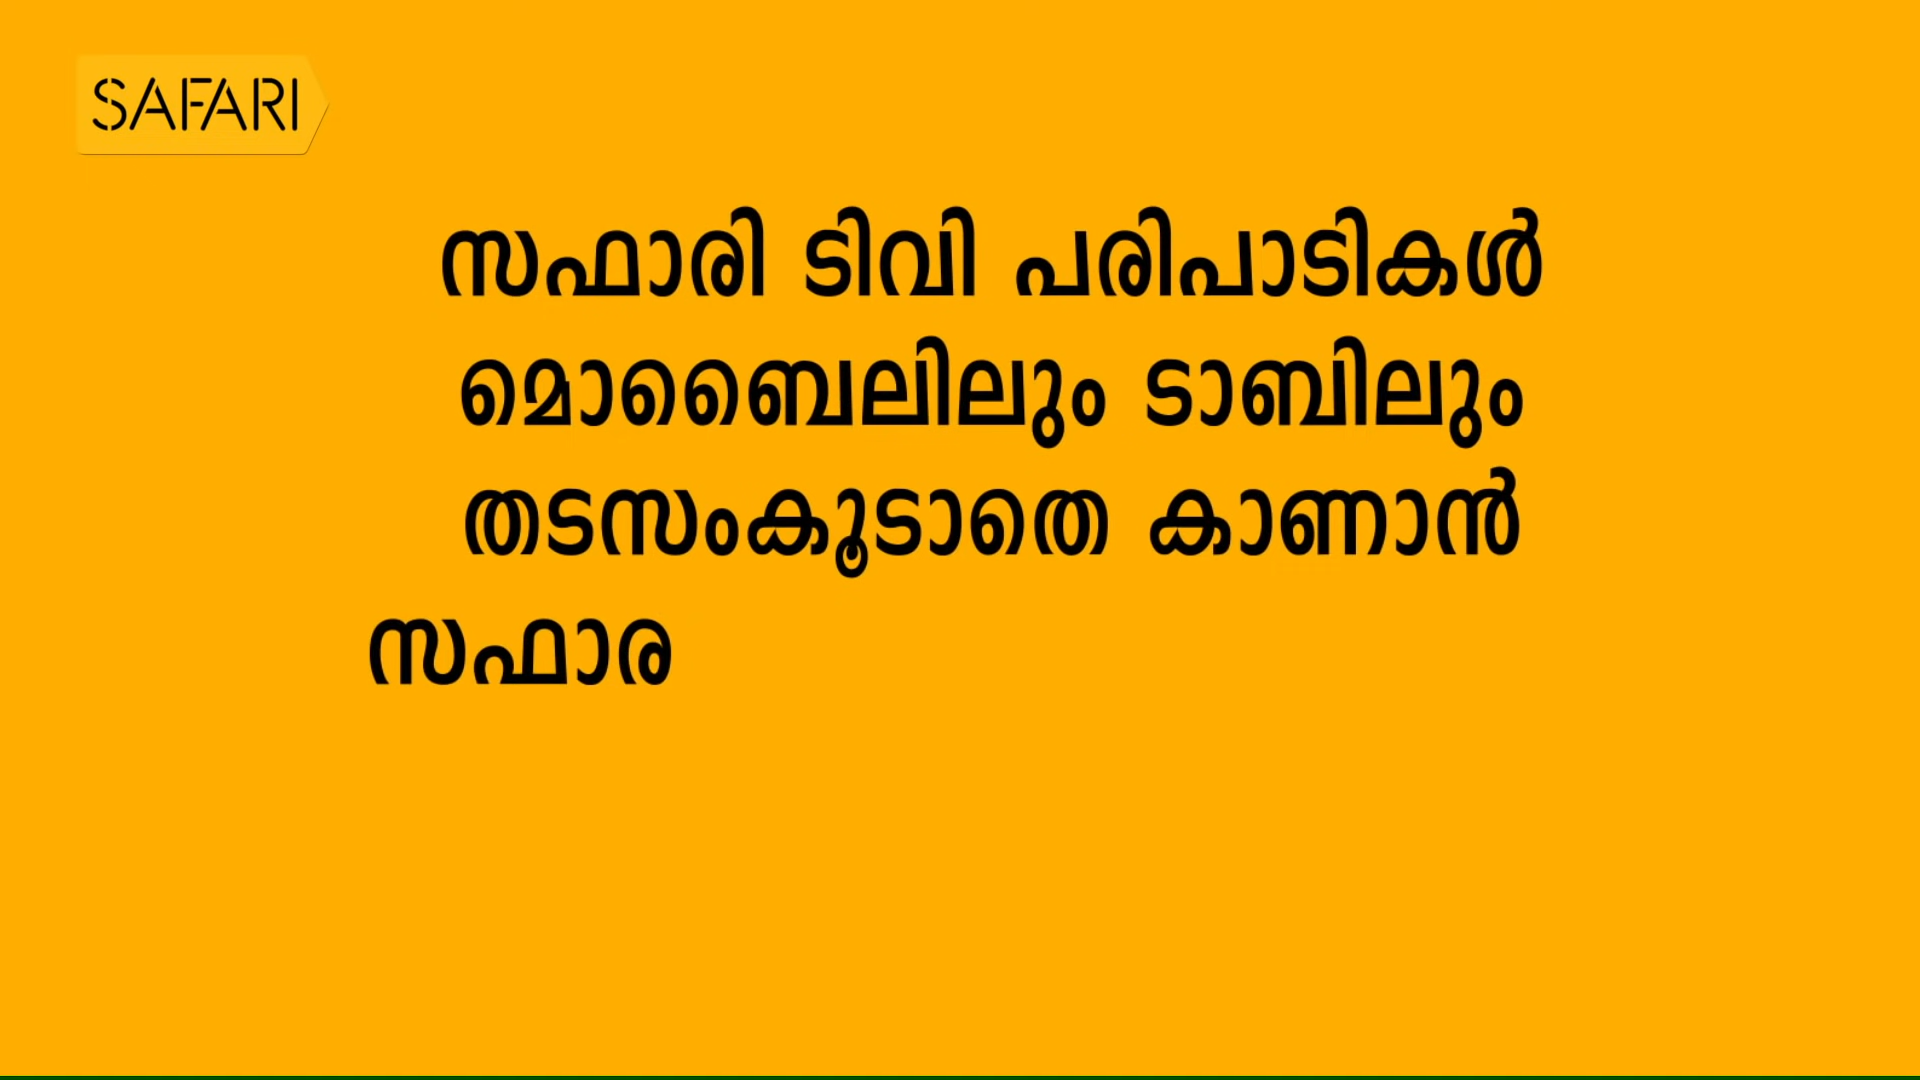 SAFARI
സഫാരി ടിവി പരിപാടികൾ
മൊബൈലിലും ടാബിലും
തടസംകൂടാതെ കാണാൻ
സഫാര